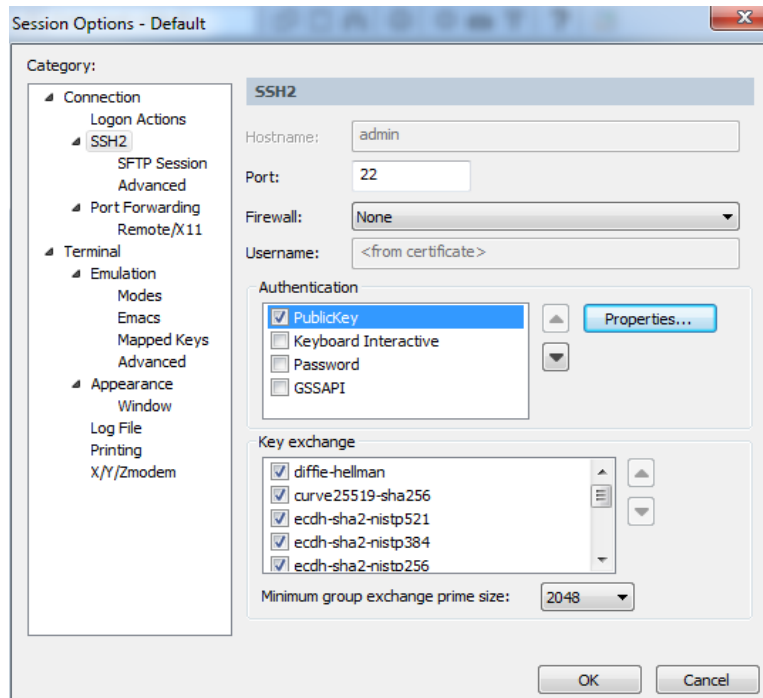 Session Options - Default
Category:
Connection
Logon Actions
SSH2
SFTP Session
Advanced
Port Forwarding
Remote/X11
Terminal
Emulation
Modes
Emacs
Mapped Keys
Advanced
Appearance
Window
Log File
Printing
X/Y/Zmodem
SSH2
Hostname: admin
Port: 22
Firewall: None
Username: <from certificate>
Authentication
PublicKey
Keyboard Interactive
Password
GSSAPI
Properties...
Key exchange
diffie-hellman
curve25519-sha256
ecdh-sha2-nistp521
ecdh-sha2-nistp384
ecdh-sha2-nistp256
Minimum group exchange prime size: 2048
OK Cancel